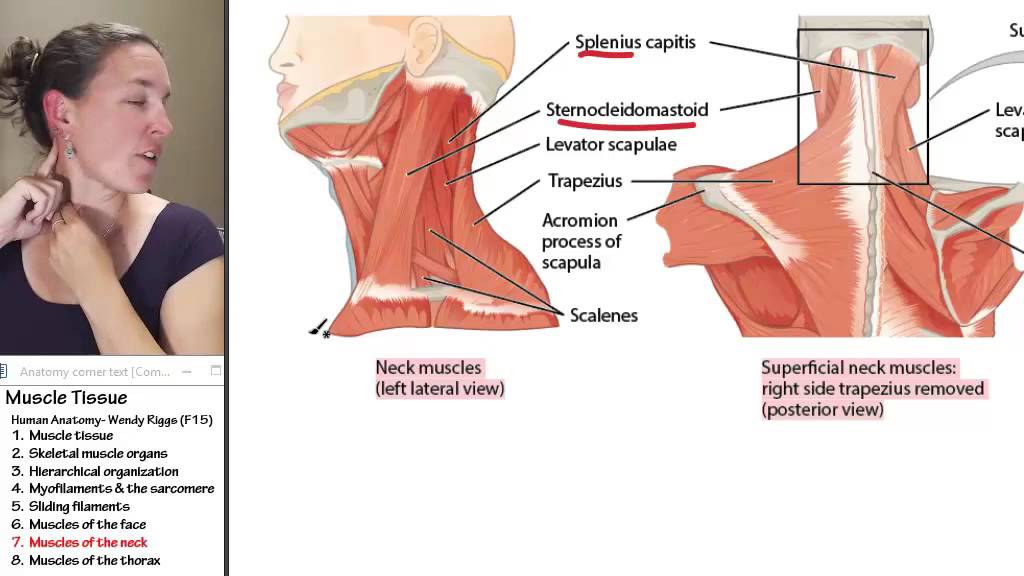 Splenius capitis
Sternocleidomastoid
Levator scapulae
Trapezius
Acromion
process of
scapula
Scalenes
Neck muscles
(left lateral view)
Su
Leva
scap
Superficial neck muscles:
right side trapezius removed
(posterior view)
Anatomy corner text [Com...
Muscle Tissue
Human Anatomy- Wendy Riggs (F15)
1. Muscle tissue
2. Skeletal muscle organs
3. Hierarchical organization
4. Myofilaments & the sarcomere
5. Sliding filaments
6. Muscles of the face
7. Muscles of the neck
8. Muscles of the thorax